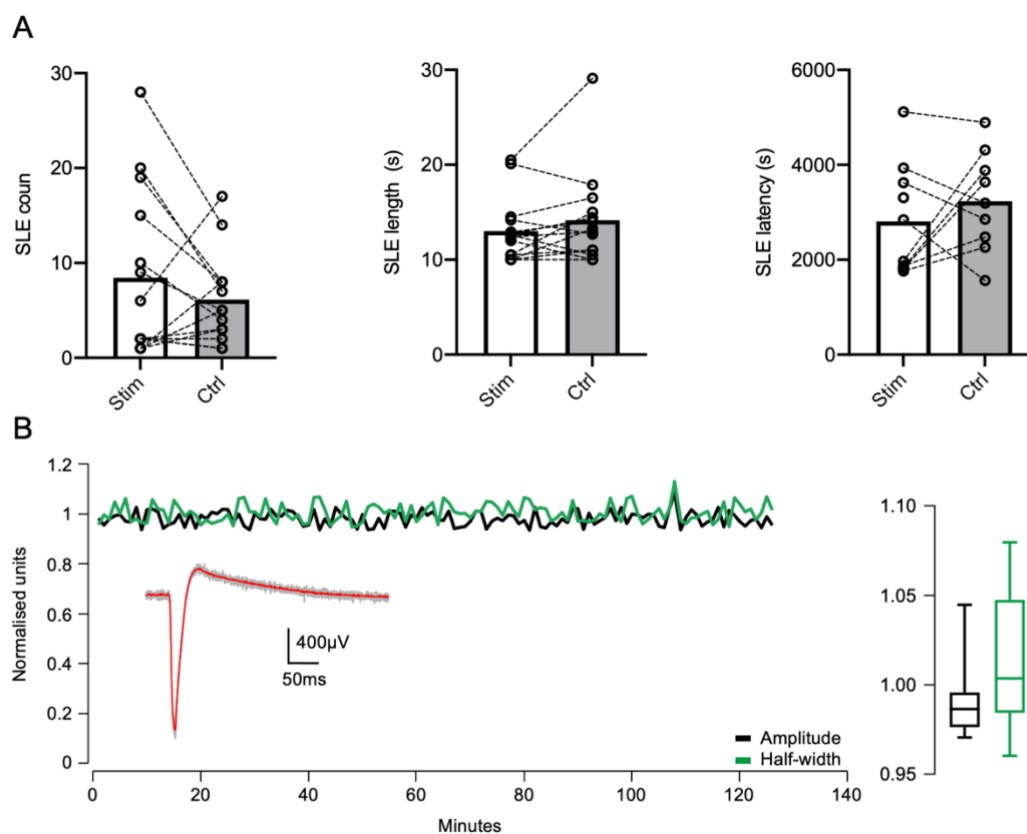 A
30
20
10
0
SLE coun
Stim
Ctrl
30
20
10
0
SLE length (s)
Stim
Ctrl
6000
4000
2000
0
SLE latency (s)
Stim
Ctrl
B
1.2
1
0.8
0.6
0.4
0.2
0
Normalised units
400µV
50ms
Amplitude
Half-width
0
20
40
60
80
100
120
140
Minutes
1.10
1.05
1.00
0.95